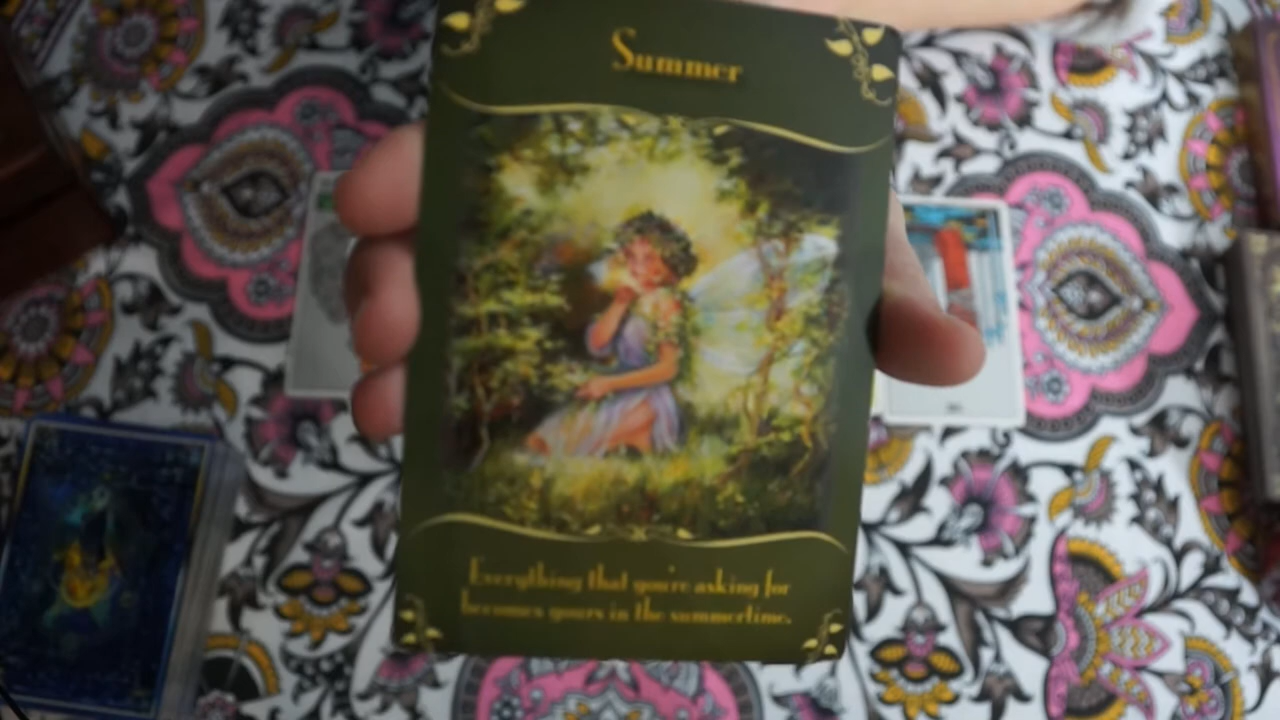 Summer
Everything that you're asking for
becomes yours in the summertime.